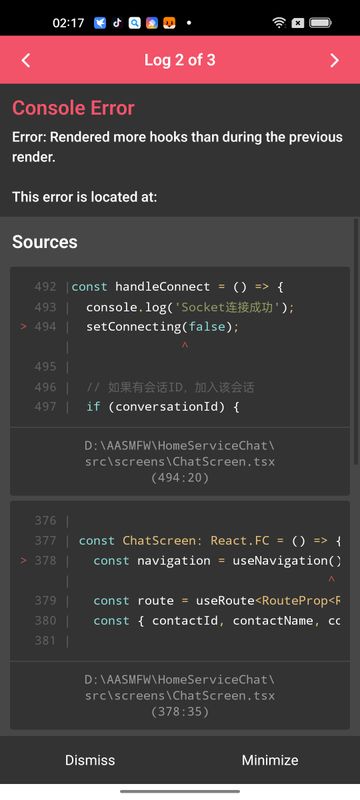 02:17
Log 2 of 3
Console Error
Error: Rendered more hooks than during the previous
render.
This error is located at:
Sources
492 |const handleConnect = () => {
493 |  console.log('Socket连接成功');
> 494 |  setConnecting(false);
|               ^
495 |
496 |  // 如果有会话ID，加入该会话
497 |  if (conversationId) {
D:\AASMFW\HomeServiceChat\
src\screens\ChatScreen.tsx
(494:20)
376 |
377 | const ChatScreen: React.FC = () => {
> 378 |   const navigation = useNavigation()
|                                   ^
379 |   const route = useRoute<RouteProp<R
380 |   const { contactId, contactName, co
381 |
D:\AASMFW\HomeServiceChat\
src\screens\ChatScreen.tsx
(378:35)
Dismiss
Minimize